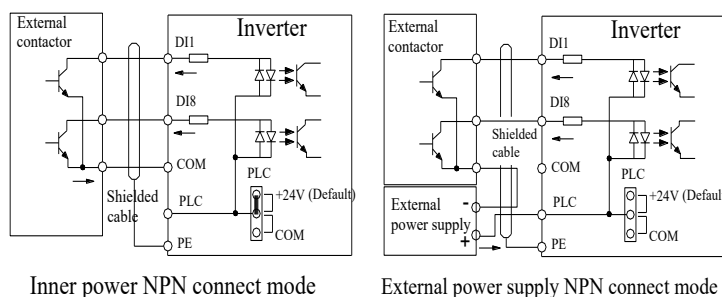 External
contactor
Inverter
DI1
DI8
COM
PLC
Shielded
cable
PLC
+24V (Default)
COM
PE
Inner power NPN connect mode
External
contactor
Inverter
DI1
DI8
Shielded
cable
COM
PLC
-
External
power supply
+
PLC
+24V (Defaul
COM
PE
External power supply NPN connect mode